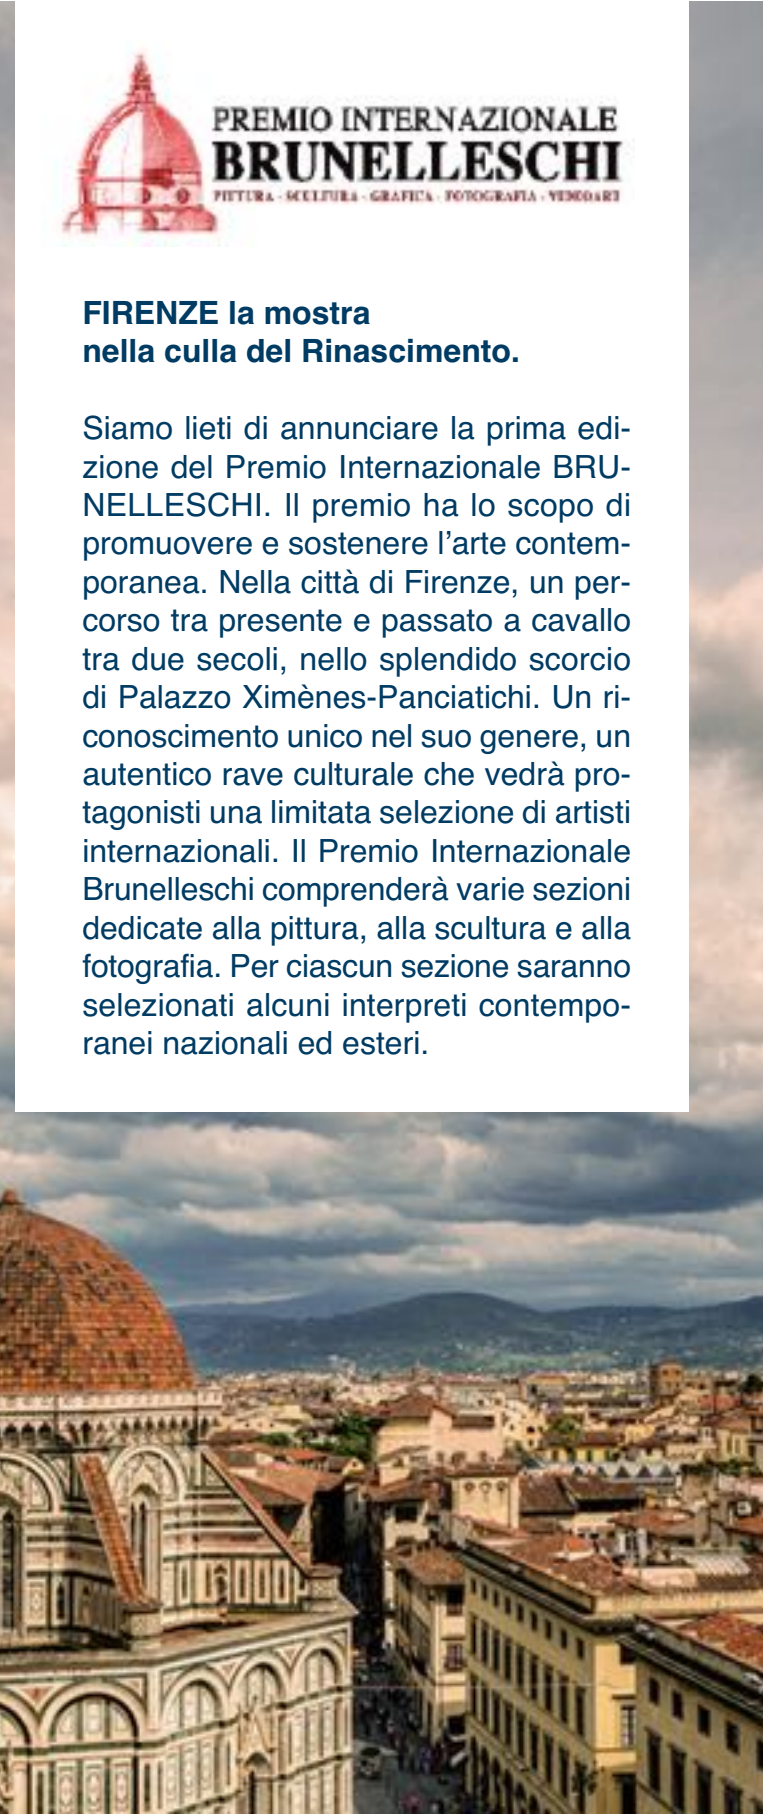 PREMIO INTERNAZIONALE
BRUNELLESCHI
PITTURA - SCULTURA - GRAFICA - FOTOGRAFIA - VIDEOART
FIRENZE la mostra
nella culla del Rinascimento.
Siamo lieti di annunciare la prima edi-
zione del Premio Internazionale BRU-
NELLESCHI. Il premio ha lo scopo di
promuovere e sostenere l’arte contem-
poranea. Nella città di Firenze, un per-
corso tra presente e passato a cavallo
tra due secoli, nello splendido scorcio
di Palazzo Ximènes-Panciatichi. Un ri-
conoscimento unico nel suo genere, un
autentico rave culturale che vedrà pro-
tagonisti una limitata selezione di artisti
internazionali. Il Premio Internazionale
Brunelleschi comprenderà varie sezioni
dedicate alla pittura, alla scultura e alla
fotografia. Per ciascun sezione saranno
selezionati alcuni interpreti contempo-
ranei nazionali ed esteri.